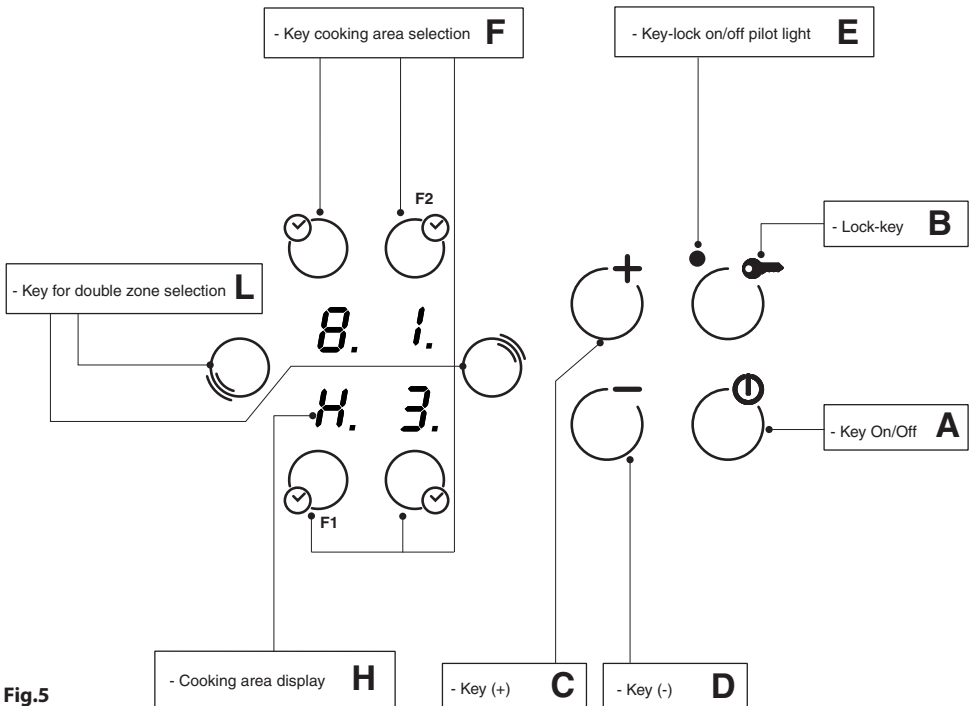 - Key cooking area selection F
- Key-lock on/off pilot light E
F2
- Lock-key B
- Key for double zone selection L
8. 1.
H. 3.
- Key On/Off A
F1
- Cooking area display H
- Key (+) C
- Key (-) D
Fig.5